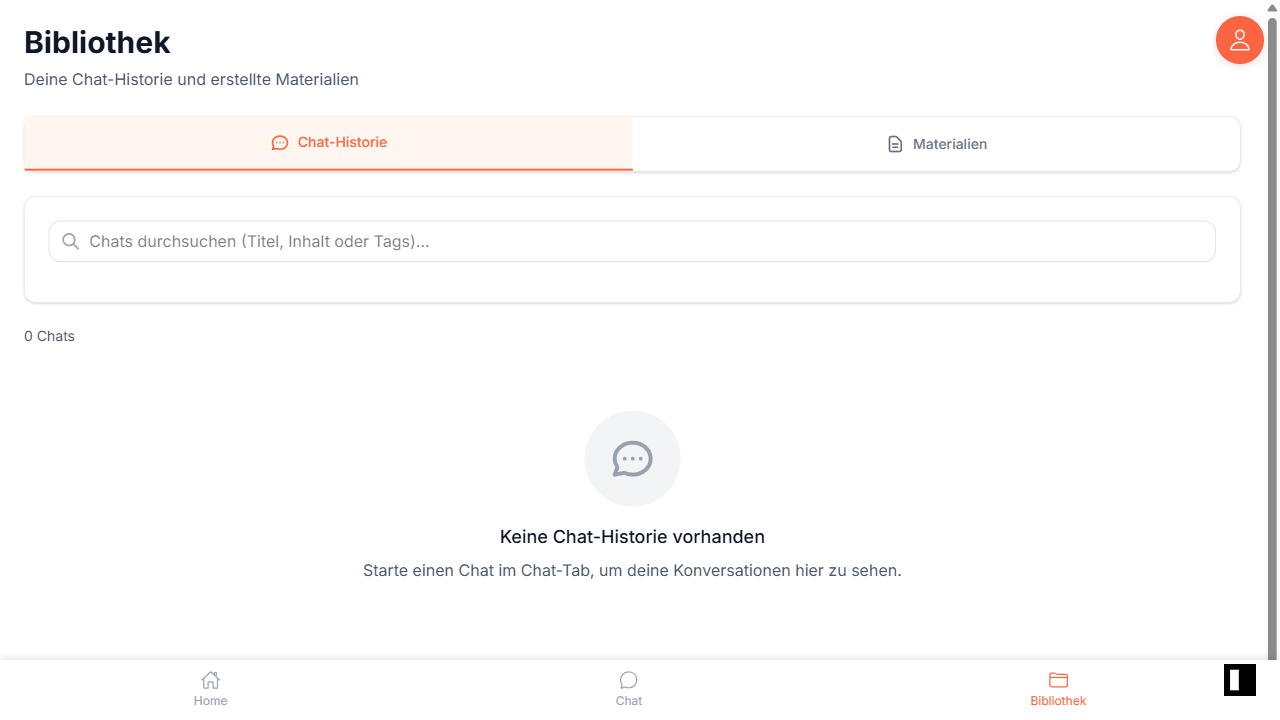 Bibliothek
Deine Chat-Historie und erstellte Materialien
Chat-Historie
Materialien
Chats durchsuchen (Titel, Inhalt oder Tags)...
0 Chats
Keine Chat-Historie vorhanden
Starte einen Chat im Chat-Tab, um deine Konversationen hier zu sehen.
Home
Chat
Bibliothek